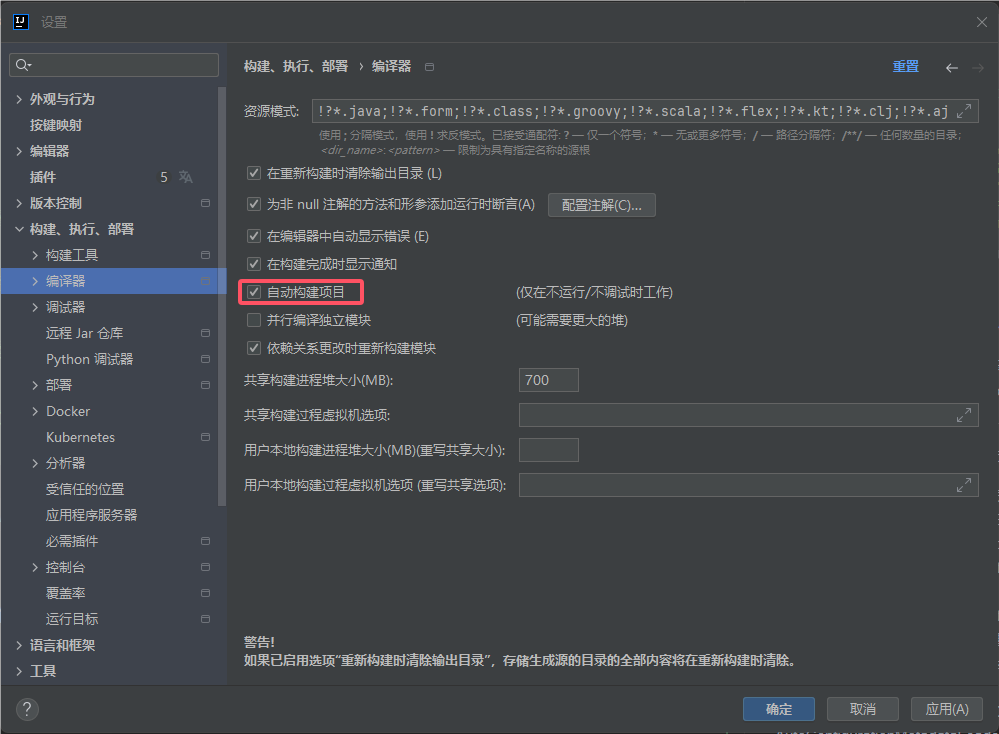 设置
外观与行为
按键映射
编辑器
插件 5
版本控制
构建、执行、部署
构建工具
编译器
调试器
远程 Jar 仓库
Python 调试器
部署
Docker
Kubernetes
分析器
受信任的位置
应用程序服务器
必需插件
控制台
覆盖率
运行目标
语言和框架
工具
构建、执行、部署 › 编译器 重置
资源模式: !?*.java;!?*.form;!?*.class;!?*.groovy;!?*.scala;!?*.flex;!?*.kt;!?*.clj;!?*.aj
使用 ; 分隔模式，使用 ! 求反模式。已接受通配符: ? — 仅一个符号； * — 无或更多符号； / — 路径分隔符； /**/ — 任何数量的目录；
<dir_name>:<pattern> — 限制为具有指定名称的源根
在重新构建时清除输出目录 (L)
为非 null 注解的方法和形参添加运行时断言(A) 配置注解(C)...
在编辑器中自动显示错误 (E)
在构建完成时显示通知
自动构建项目 (仅在不运行/不调试时工作)
并行编译独立模块 (可能需要更大的堆)
依赖关系更改时重新构建模块
共享构建进程堆大小(MB): 700
共享构建过程虚拟机选项:
用户本地构建进程堆大小(MB)(重写共享大小):
用户本地构建过程虚拟机选项 (重写共享选项):
警告!
如果已启用选项“重新构建时清除输出目录”，存储生成源的目录的全部内容将在重新构建时清除。
? 确定 取消 应用(A)